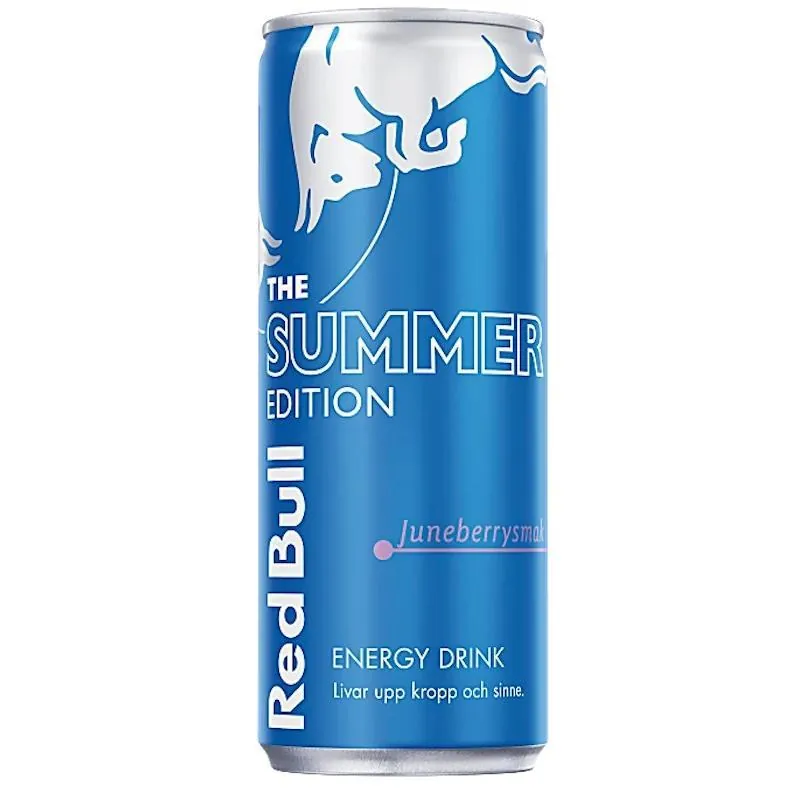 THE
SUMMER
EDITION
Red Bull
Juneberrysmak
ENERGY DRINK
Livar upp kropp och sinne.